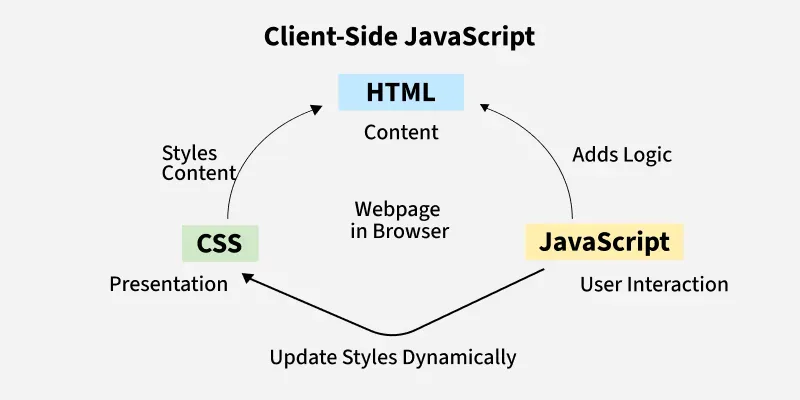 Client-Side JavaScript
HTML
Content
Styles
Content
Adds Logic
Webpage
in Browser
CSS
JavaScript
Presentation
User Interaction
Update Styles Dynamically